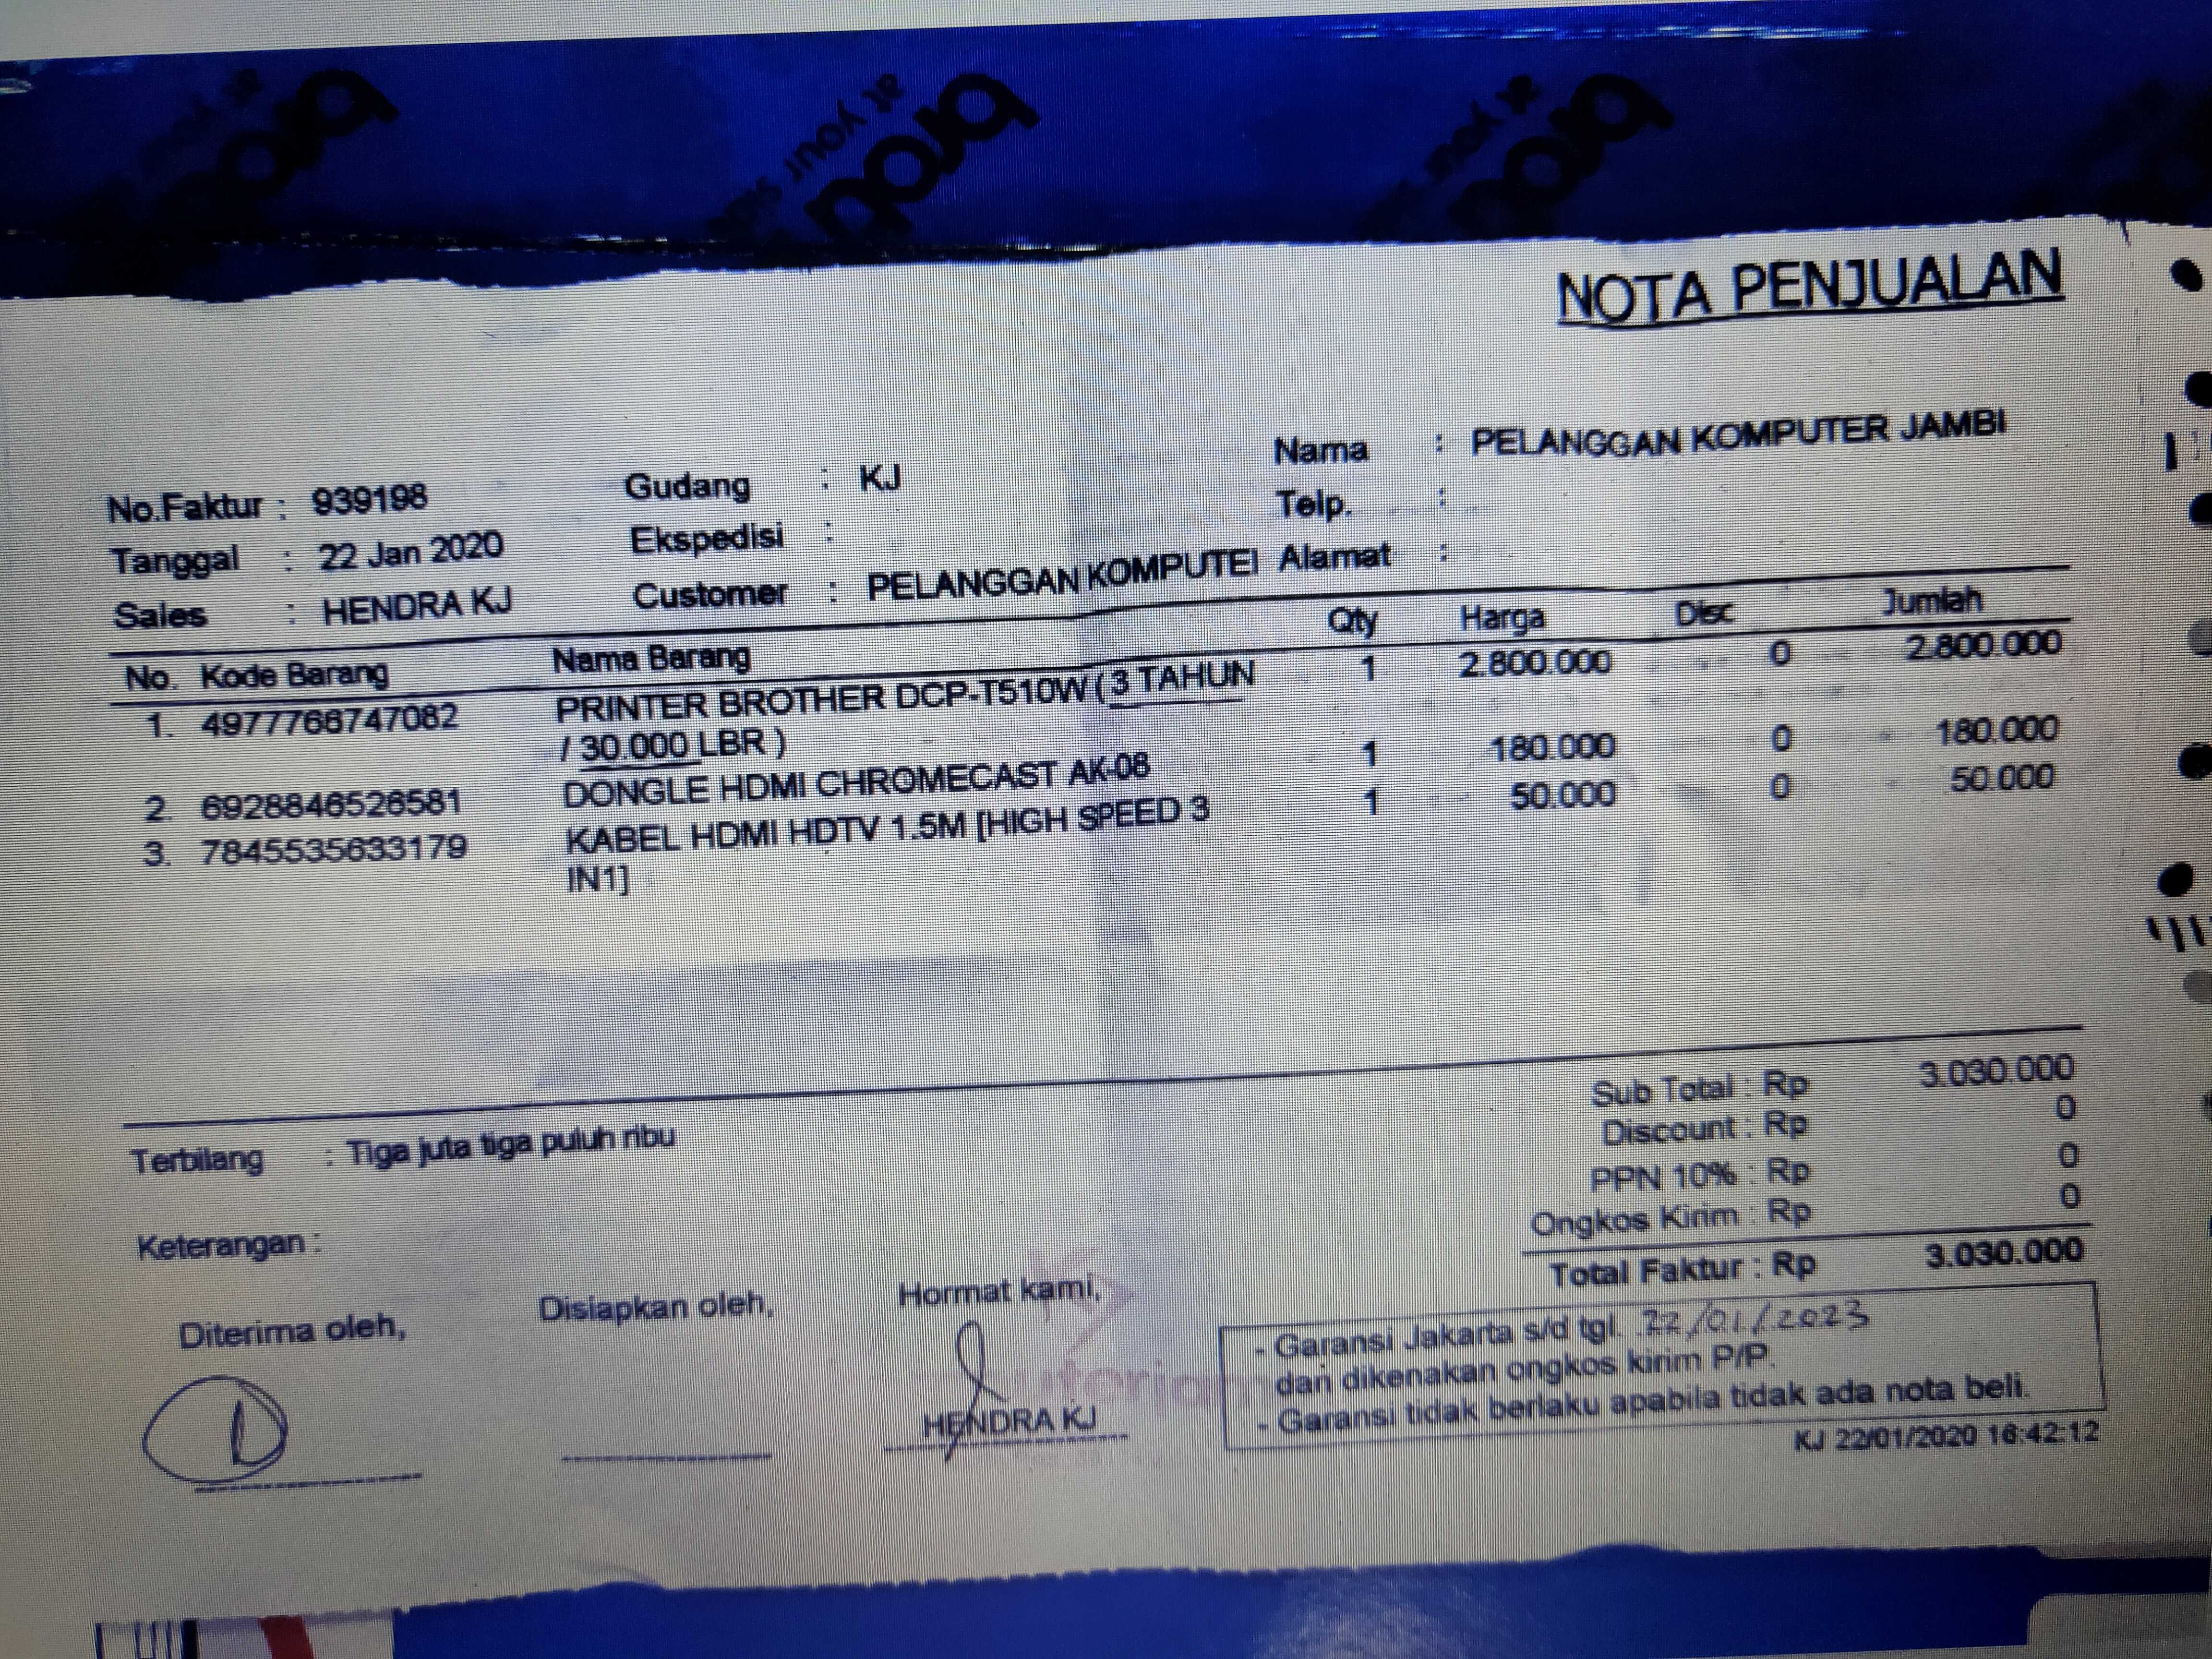 at your
NOTA PENJUALAN
No.Faktur : 939198 Gudang : KJ Nama : PELANGGAN KOMPUTER JAMBI
Tanggal : 22 Jan 2020 Ekspedisi : Telp. :
Sales : HENDRA KJ Customer : PELANGGAN KOMPUTEI Alamat :
No. Kode Barang Nama Barang Qty Harga Disc Jumlah
1. 4977766747082 PRINTER BROTHER DCP-T510W (3 TAHUN 1 2.800.000 0 2.800.000
/ 30.000 LBR )
2. 6928846526581 DONGLE HDMI CHROMECAST AK-08 1 180.000 0 180.000
3. 7845535633179 KABEL HDMI HDTV 1.5M [HIGH SPEED 3 1 50.000 0 50.000
IN1]
Sub Total : Rp 3.030.000
Discount : Rp 0
PPN 10% : Rp 0
Ongkos Kirim : Rp 0
Total Faktur : Rp 3.030.000
Terbilang : Tiga juta tiga puluh ribu
Keterangan :
Diterima oleh, Disiapkan oleh, Hormat kami,
HENDRA KJ
- Garansi Jakarta s/d tgl. 22/01/2023
dan dikenakan ongkos kirim P/P.
- Garansi tidak berlaku apabila tidak ada nota beli.
KJ 22/01/2020 16:42:12